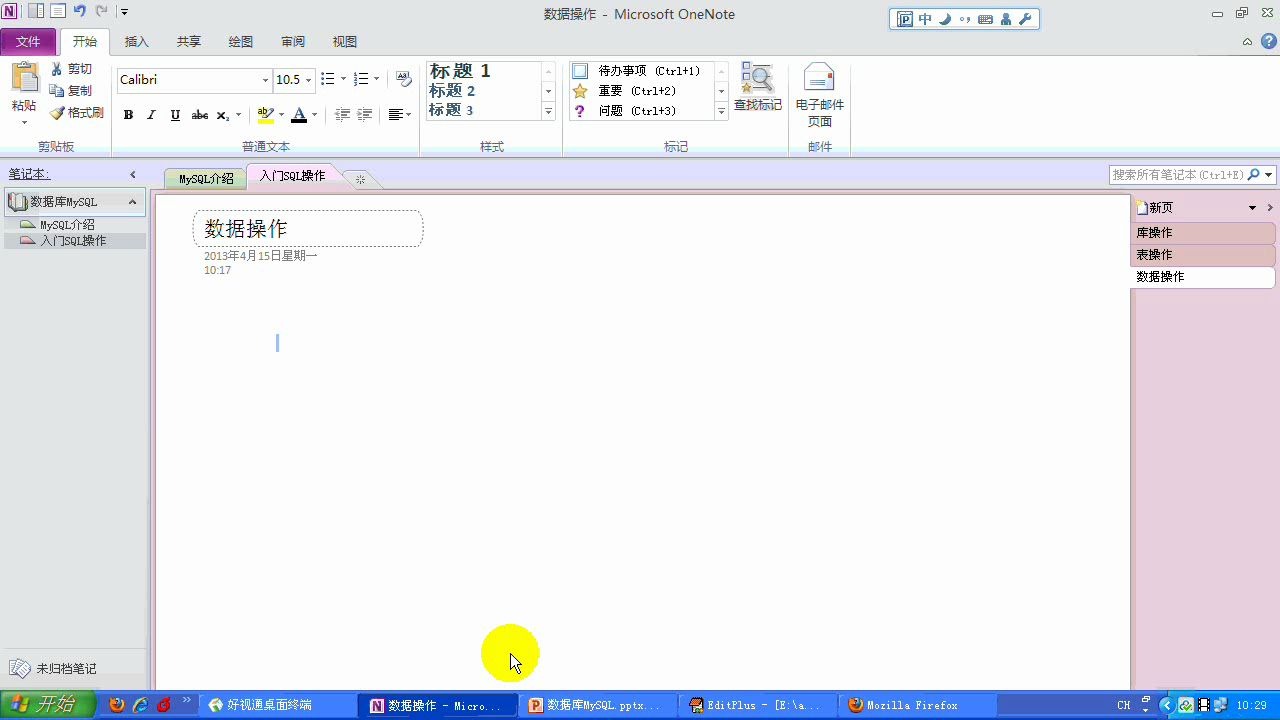 数据操作 - Microsoft OneNote
中
文件 开始 插入 共享 绘图 审阅 视图
粘贴 剪切 复制 格式刷
剪贴板
Calibri 10.5
B I U abc x₂ A
普通文本
标题 1
标题 2
标题 3
样式
待办事项 (Ctrl+1)
重要 (Ctrl+2)
问题 (Ctrl+3)
标记
查找标记
电子邮件
页面
邮件
笔记本:
MySQL介绍 入门SQL操作
搜索所有笔记本(Ctrl+E)
数据库MySQL
MySQL介绍
入门SQL操作
数据操作
2013年4月15日星期一
10:17
新页
库操作
表操作
数据操作
未归档笔记
开始
好视通桌面终端
数据操作 - Micro...
数据库MySQL pptx...
EditPlus - [E:\a...
Mozilla Firefox
CH
10:29